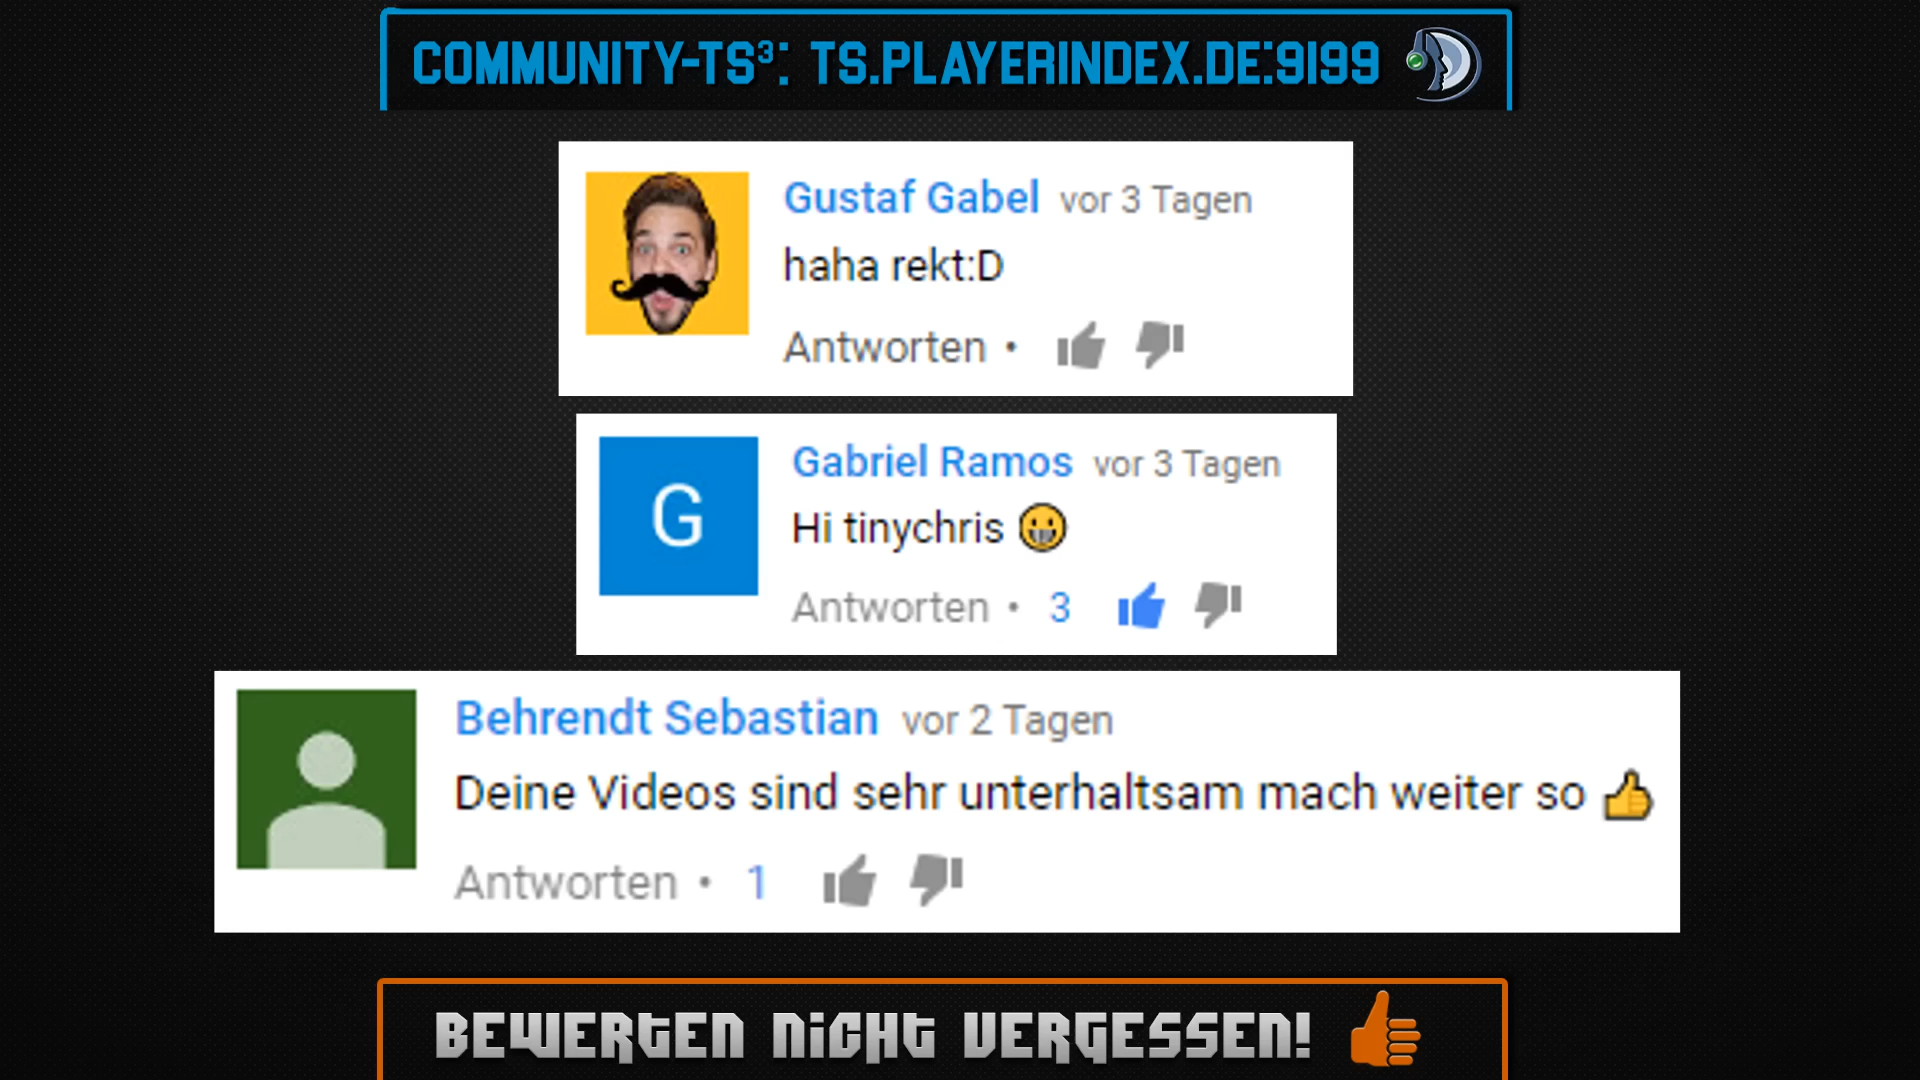 COMMUNITY-TS³: TS.PLAYERINDEX.DE:9199
Gustaf Gabel vor 3 Tagen
haha rekt:D
Antworten •
G
Gabriel Ramos vor 3 Tagen
Hi tinychris 😀
Antworten • 3
Behrendt Sebastian vor 2 Tagen
Deine Videos sind sehr unterhaltsam mach weiter so 👍
Antworten • 1
BEWERTEN NICHT VERGESSEN!